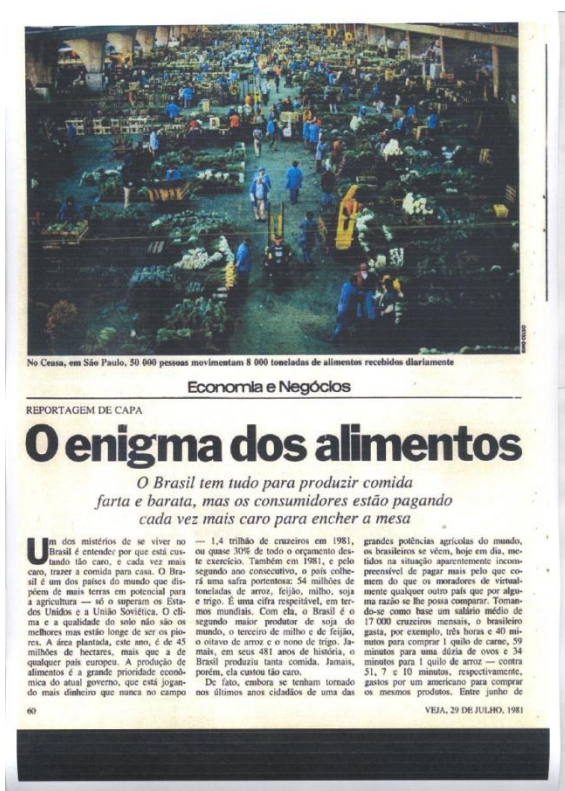 No Ceasa, em São Paulo, 50 000 pessoas movimentam 8 000 toneladas de alimentos recebidos diariamente
Economia e Negócios
REPORTAGEM DE CAPA
O enigma dos alimentos
O Brasil tem tudo para produzir comida
farta e barata, mas os consumidores estão pagando
cada vez mais caro para encher a mesa
Um dos mistérios de se viver no
Brasil é entender por que está cus-
tando tão caro, e cada vez mais
caro, trazer a comida para casa. O Bra-
sil é um dos países do mundo que dis-
põem de mais terras em potencial para
a agricultura — só o superam os Esta-
dos Unidos e a União Soviética. O cli-
ma e a qualidade do solo não são os
melhores mas estão longe de ser os pio-
res. A área plantada, este ano, é de 45
milhões de hectares, mais que a de
qualquer país europeu. A produção de
alimentos é a grande prioridade econô-
mica do atual governo, que está jogan-
do mais dinheiro que nunca no campo
— 1,4 trilhão de cruzeiros em 1981,
ou quase 30% de todo o orçamento des-
te exercício. Também em 1981, e pelo
segundo ano consecutivo, o país colhe-
rá uma safra portentosa: 54 milhões de
toneladas de arroz, feijão, milho, soja
e trigo. É uma cifra respeitável, em ter-
mos mundiais. Com ela, o Brasil é o
segundo maior produtor de soja do
mundo, o terceiro de milho e de feijão,
o oitavo de arroz e o nono de trigo. Ja-
mais, em seus 481 anos de história, o
Brasil produziu tanta comida. Jamais,
porém, ela custou tão caro.
De fato, embora se tenham tornado
nos últimos anos cidadãos de uma das
grandes potências agrícolas do mundo,
os brasileiros se vêem, hoje em dia, me-
tidos na situação aparentemente incom-
preensível de pagar mais pelo que co-
mem do que os moradores de virtual-
mente qualquer outro país que por algu-
ma razão se lhe possa comparar. Toman-
do-se como base um salário médio de
17 000 cruzeiros mensais, o brasileiro
gasta, por exemplo, três horas e 40 mi-
nutos para comprar 1 quilo de carne, 59
minutos para uma dúzia de ovos e 34
minutos para 1 quilo de arroz — contra
51, 7 e 10 minutos, respectivamente,
gastos por um americano para comprar
os mesmos produtos. Entre junho de
60
VEJA, 29 DE JULHO, 1981